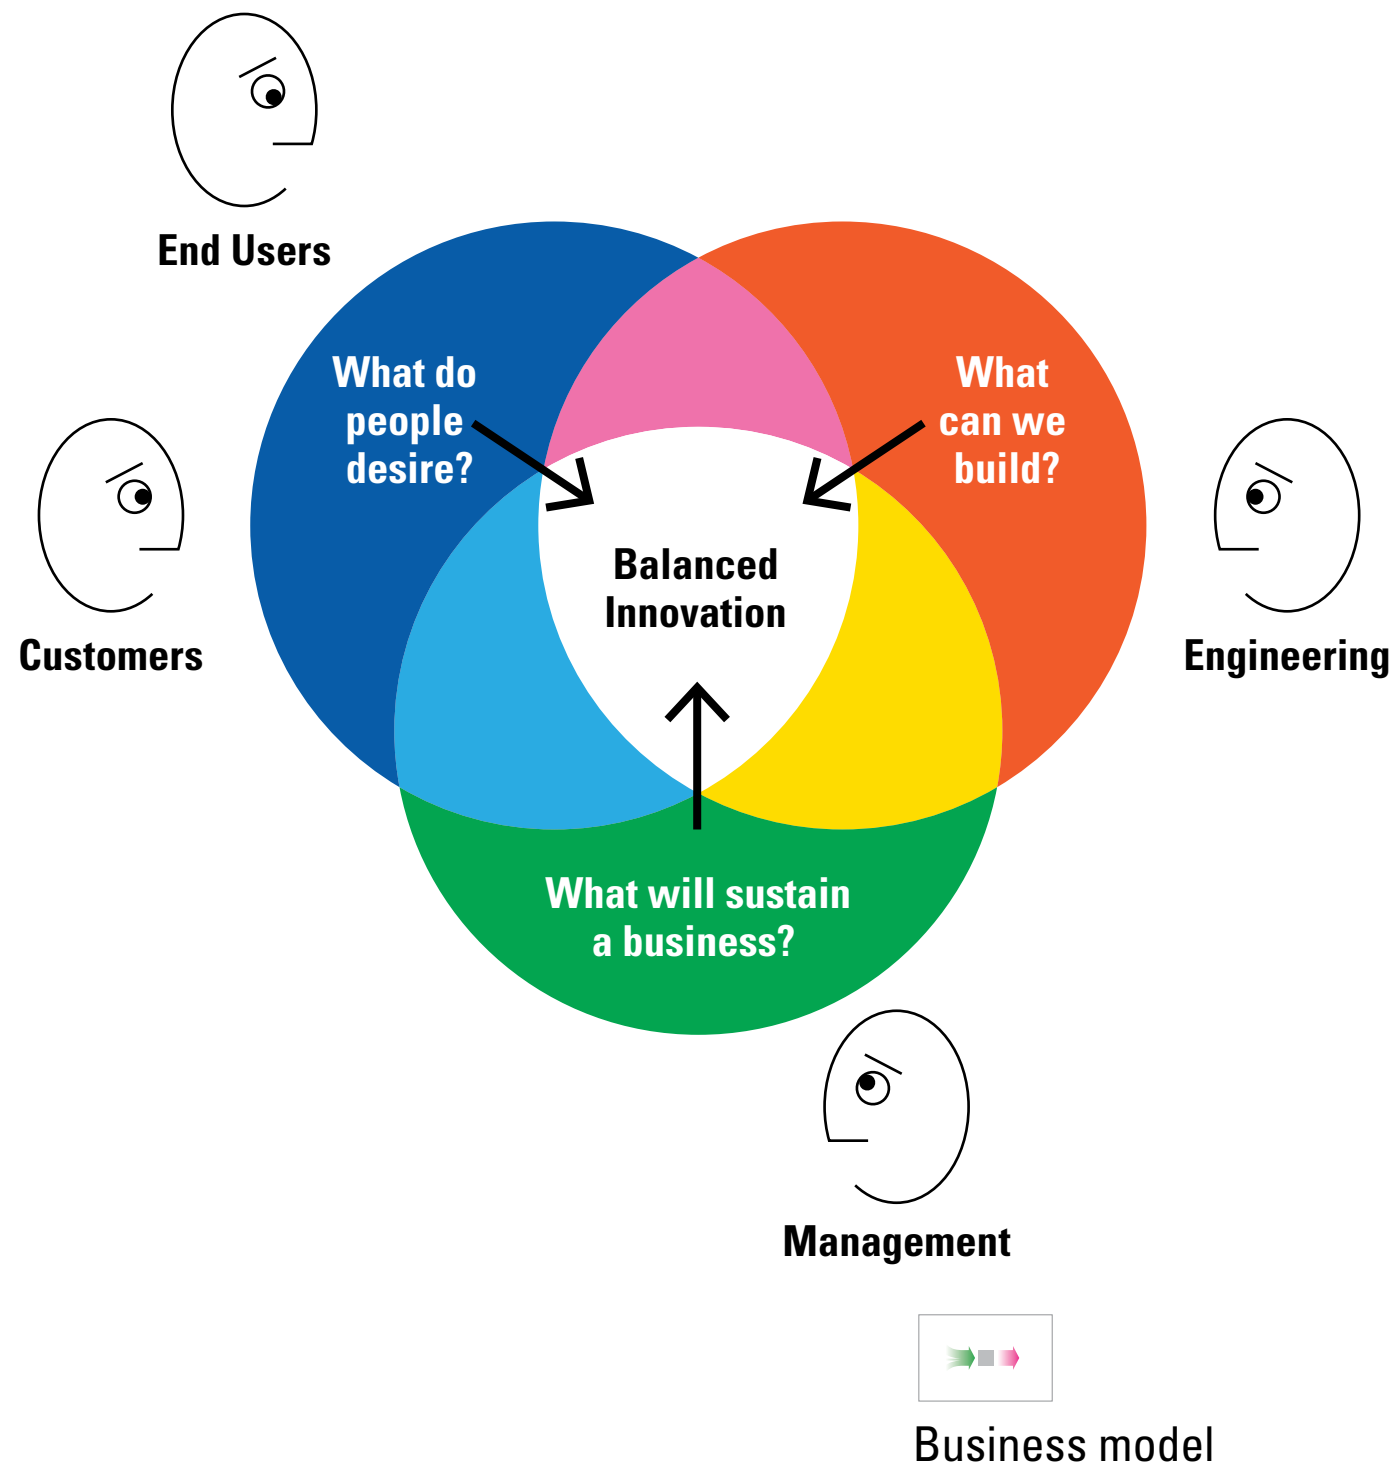 End Users
What do
people
desire?
What
can we
build?
Customers
Balanced
Innovation
Engineering
What will sustain
a business?
Management
Business model